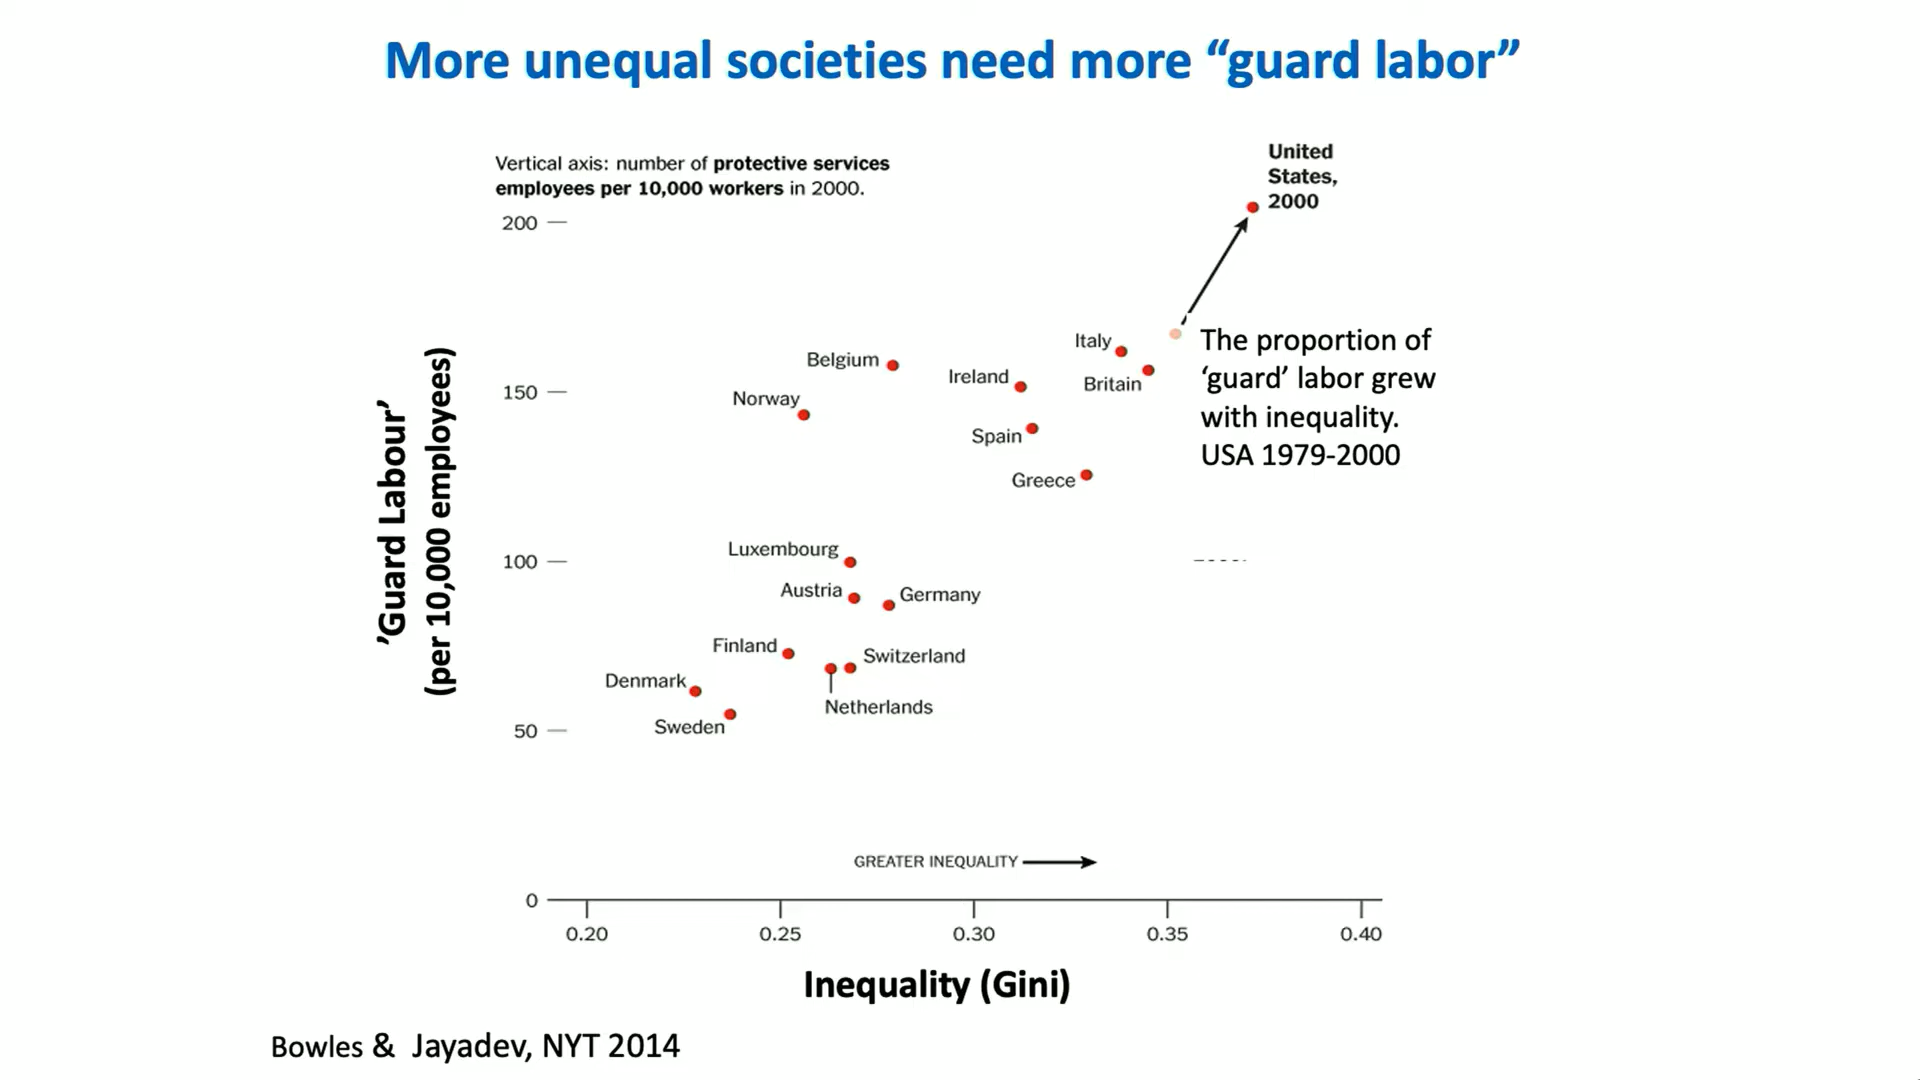 More unequal societies need more “guard labor”
Vertical axis: number of protective services
employees per 10,000 workers in 2000.
United
States,
2000
200
Italy
Belgium
Ireland
Britain
The proportion of
‘guard’ labor grew
with inequality.
USA 1979-2000
150
Norway
Spain
Greece
’Guard Labour’
(per 10,000 employees)
Luxembourg
100
Austria
Germany
Finland
Switzerland
Denmark
Netherlands
Sweden
50
GREATER INEQUALITY
0
0.20 0.25 0.30 0.35 0.40
Inequality (Gini)
Bowles & Jayadev, NYT 2014